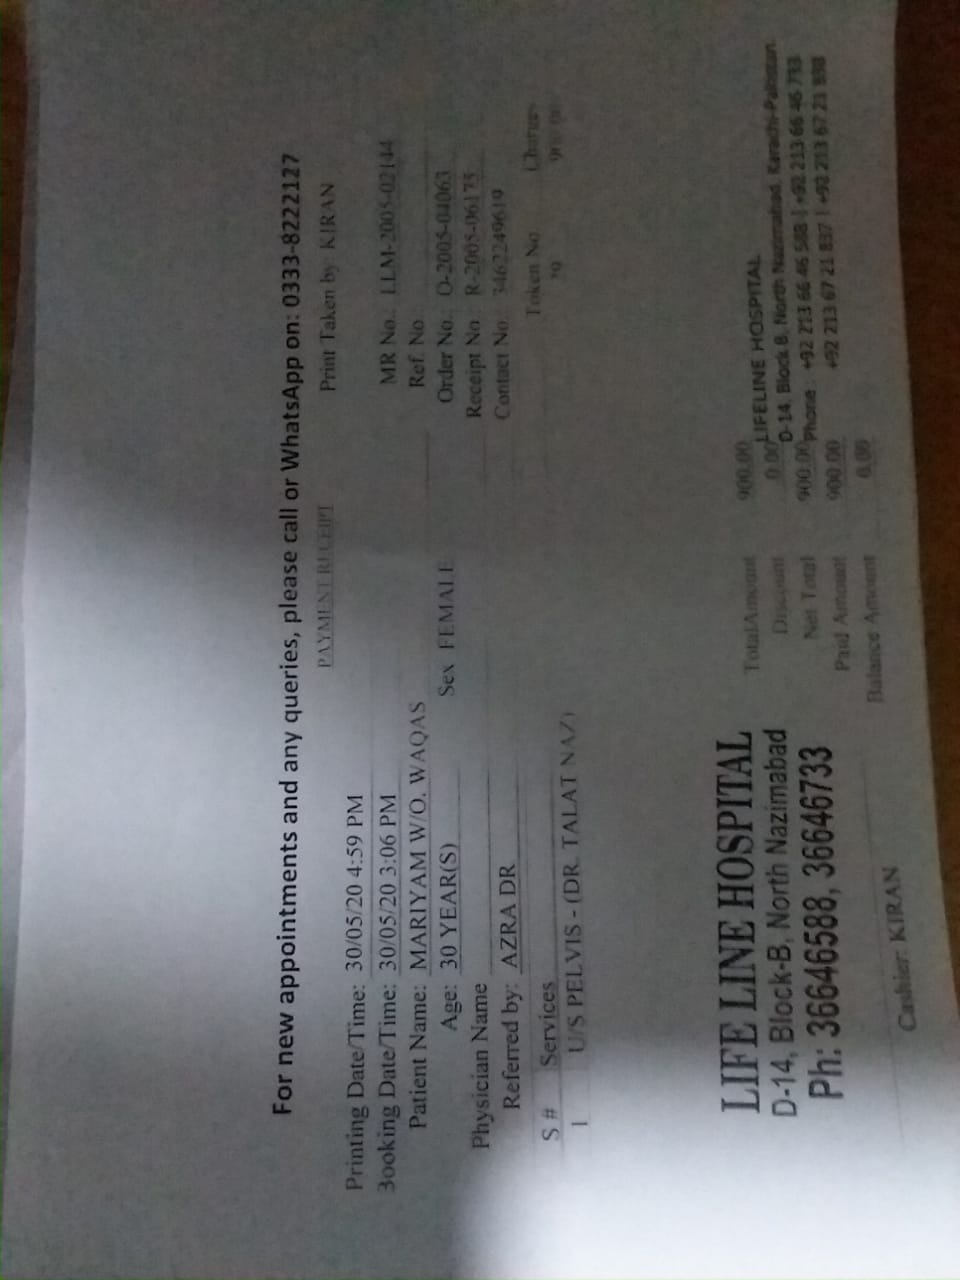 For new appointments and any queries, please call or WhatsApp on: 0333-8222127
PAYMENT RECEIPT Print Taken by: KIRAN
Printing Date/Time: 30/05/20 4:59 PM
Booking Date/Time: 30/05/20 3:06 PM MR No.: LLM-2005-02144
Patient Name: MARIYAM W/O. WAQAS Ref. No
Age: 30 YEAR(S) Sex FEMALE Order No.: O-2005-04063
Physician Name Receipt No R-2005-06175
Referred by: AZRA DR Contact No. 3462249619
S # Services Token No. Charges
1 U/S PELVIS - (DR. TALAT NAZ)
Total Amount 900.00
Discount 0.00
Net Total 900.00
Paid Amount 900.00
Balance Amount 0.00
LIFELINE HOSPITAL
D-14, Block B, North Nazimabad, Karachi-Pakistan.
Phone : +92 213 66 46 588 | +92 213 66 46 733
+92 213 67 21 837 | +92 213 67 23 898
LIFE LINE HOSPITAL
D-14, Block-B, North Nazimabad
Ph: 36646588, 36646733
Cashier: KIRAN